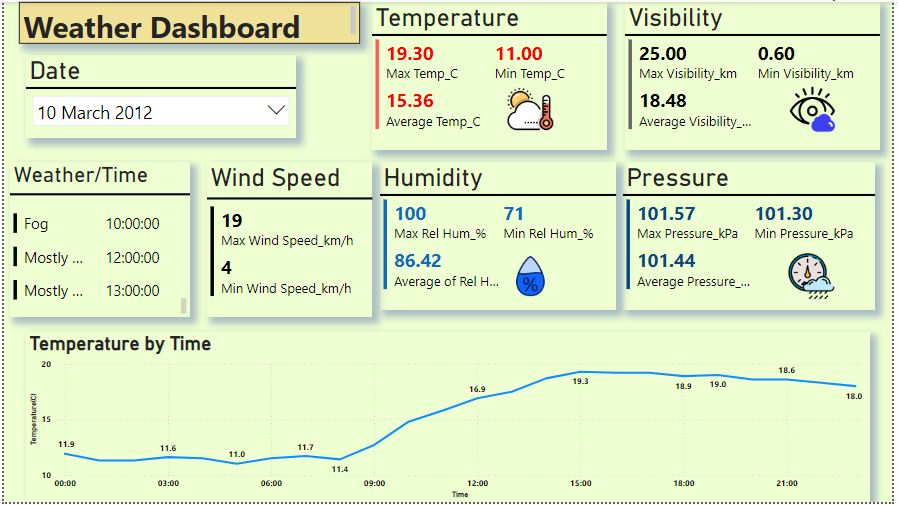 Weather Dashboard
Date
10 March 2012
Temperature
19.30 11.00
Max Temp_C Min Temp_C
15.36
Average Temp_C
Visibility
25.00 0.60
Max Visibility_km Min Visibility_km
18.48
Average Visibility_...
Weather/Time
Fog 10:00:00
Mostly ... 12:00:00
Mostly ... 13:00:00
Wind Speed
19
Max Wind Speed_km/h
4
Min Wind Speed_km/h
Humidity
100 71
Max Rel Hum_% Min Rel Hum_%
86.42
Average of Rel H...
%
Pressure
101.57 101.30
Max Pressure_kPa Min Pressure_kPa
101.44
Average Pressure_...
Temperature by Time
Temperature(C)
20
15
10
11.9 11.6 11.0 11.7 11.4 16.9 19.3 18.9 19.0 18.6 18.0
00:00 03:00 06:00 09:00 12:00 15:00 18:00 21:00
Time